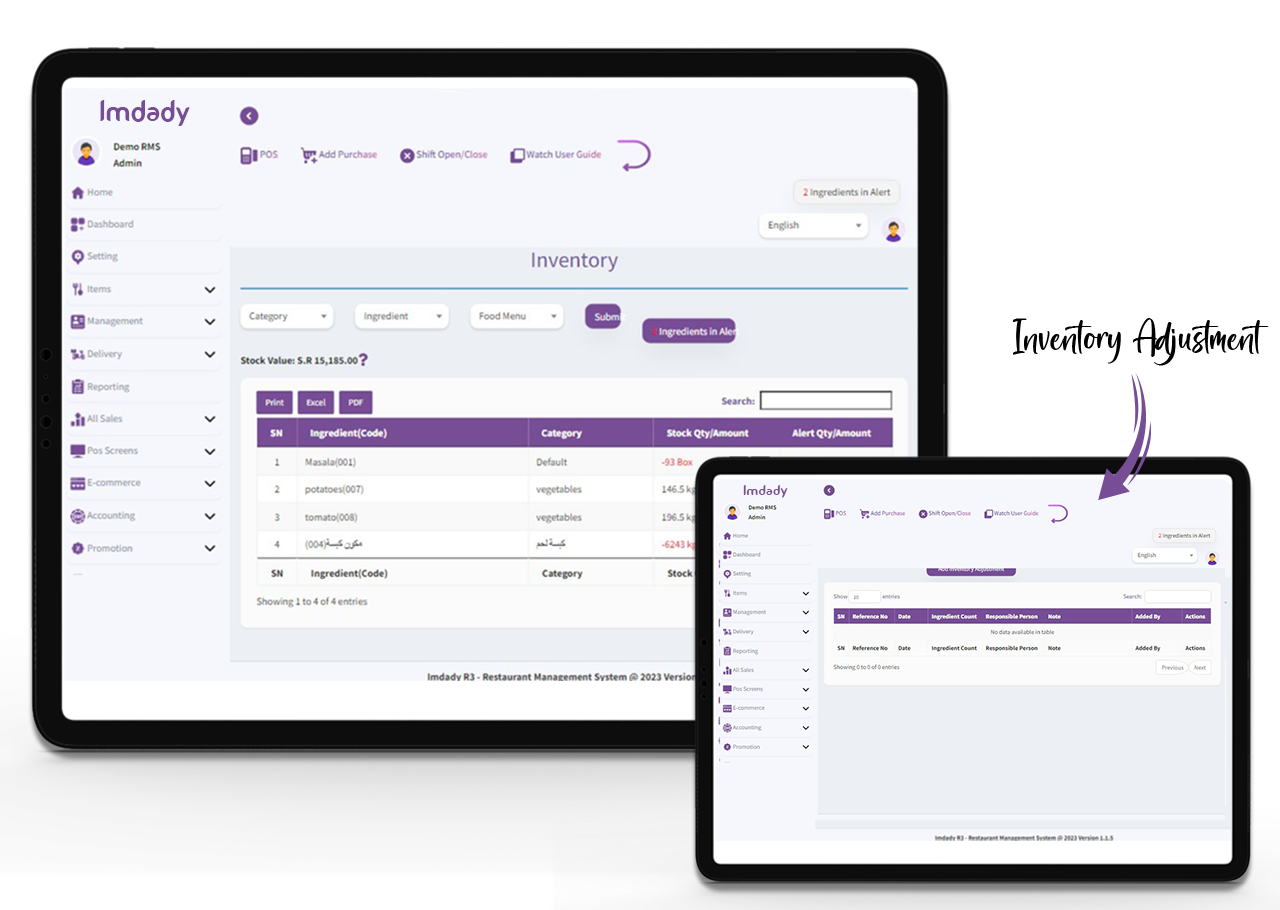 Imdady
Demo RMS
Admin
POS
Add Purchase
Shift Open/Close
Watch User Guide
2 Ingredients in Alert
English
Home
Dashboard
Setting
Items
Management
Delivery
Reporting
All Sales
Pos Screens
E-commerce
Accounting
Promotion
Inventory
Category
Ingredient
Food Menu
Submi
2 Ingredients in Aler
Stock Value: S.R 15,185.00 ?
Print Excel PDF
Search:
SN Ingredient(Code) Category Stock Qty/Amount Alert Qty/Amount
1 Masala(001) Default -93 Box
2 potatoes(007) vegetables 146.5 kg
3 tomato(008) vegetables 196.5 kg
4 مكون كبسة(004) كبسة لحم -6243 kg
SN Ingredient(Code) Category Stock
Showing 1 to 4 of 4 entries
Imdady R3 - Restaurant Management System @ 2023 Version
Inventory Adjustment
Imdady
Demo RMS
Admin
POS
Add Purchase
Shift Open/Close
Watch User Guide
2 Ingredients in Alert
English
Home
Dashboard
Setting
Items
Management
Delivery
Reporting
All Sales
Pos Screens
E-commerce
Accounting
Promotion
Add Inventory Adjustment
Show 10 entries
Search:
SN Reference No Date Ingredient Count Responsible Person Note Added By Actions
No data available in table
SN Reference No Date Ingredient Count Responsible Person Note Added By Actions
Showing 0 to 0 of 0 entries
Previous Next
Imdady R3 - Restaurant Management System @ 2023 Version 1.1.5